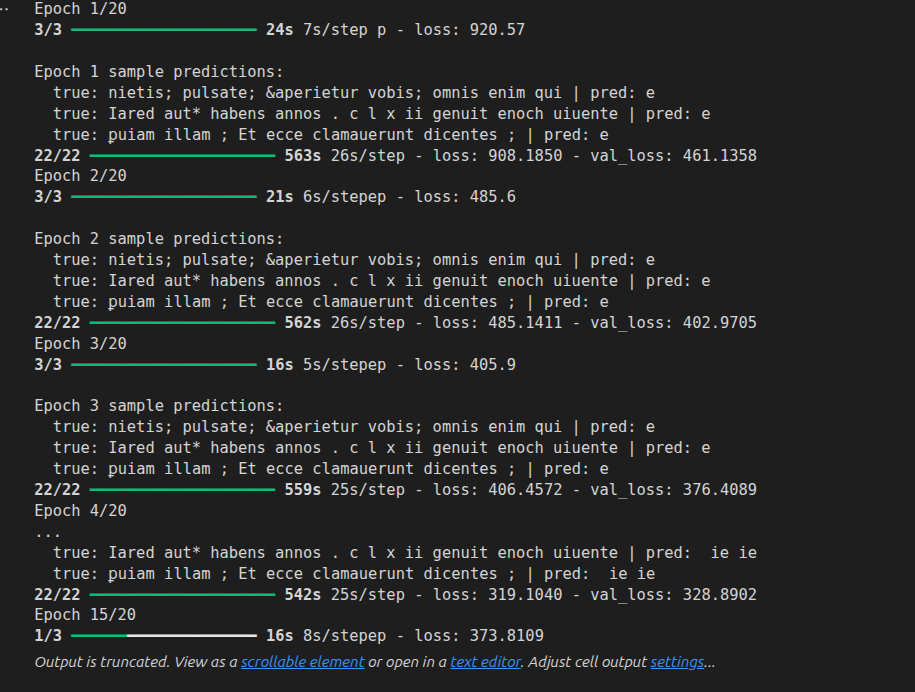 Epoch 1/20
3/3 ━━━━━━━━━━━━━━━━━━━━ 24s 7s/step p - loss: 920.57
Epoch 1 sample predictions:
true: nietis; pulsate; &aperietur vobis; omnis enim qui | pred: e
true: Iared aut* habens annos . c l x ii genuit enoch uiuente | pred: e
true: p̨uiam illam ; Et ecce clamauerunt dicentes ; | pred: e
22/22 ━━━━━━━━━━━━━━━━━━━━ 563s 26s/step - loss: 908.1850 - val_loss: 461.1358
Epoch 2/20
3/3 ━━━━━━━━━━━━━━━━━━━━ 21s 6s/stepep - loss: 485.6
Epoch 2 sample predictions:
true: nietis; pulsate; &aperietur vobis; omnis enim qui | pred: e
true: Iared aut* habens annos . c l x ii genuit enoch uiuente | pred: e
true: p̨uiam illam ; Et ecce clamauerunt dicentes ; | pred: e
22/22 ━━━━━━━━━━━━━━━━━━━━ 562s 26s/step - loss: 485.1411 - val_loss: 402.9705
Epoch 3/20
3/3 ━━━━━━━━━━━━━━━━━━━━ 16s 5s/stepep - loss: 405.9
Epoch 3 sample predictions:
true: nietis; pulsate; &aperietur vobis; omnis enim qui | pred: e
true: Iared aut* habens annos . c l x ii genuit enoch uiuente | pred: e
true: p̨uiam illam ; Et ecce clamauerunt dicentes ; | pred: e
22/22 ━━━━━━━━━━━━━━━━━━━━ 559s 25s/step - loss: 406.4572 - val_loss: 376.4089
Epoch 4/20
...
true: Iared aut* habens annos . c l x ii genuit enoch uiuente | pred:  ie ie
true: p̨uiam illam ; Et ecce clamauerunt dicentes ; | pred:  ie ie
22/22 ━━━━━━━━━━━━━━━━━━━━ 542s 25s/step - loss: 319.1040 - val_loss: 328.8902
Epoch 15/20
1/3 ━━━━━━━━━━━━━━━━━━━━ 16s 8s/stepep - loss: 373.8109
Output is truncated. View as a scrollable element or open in a text editor. Adjust cell output settings...